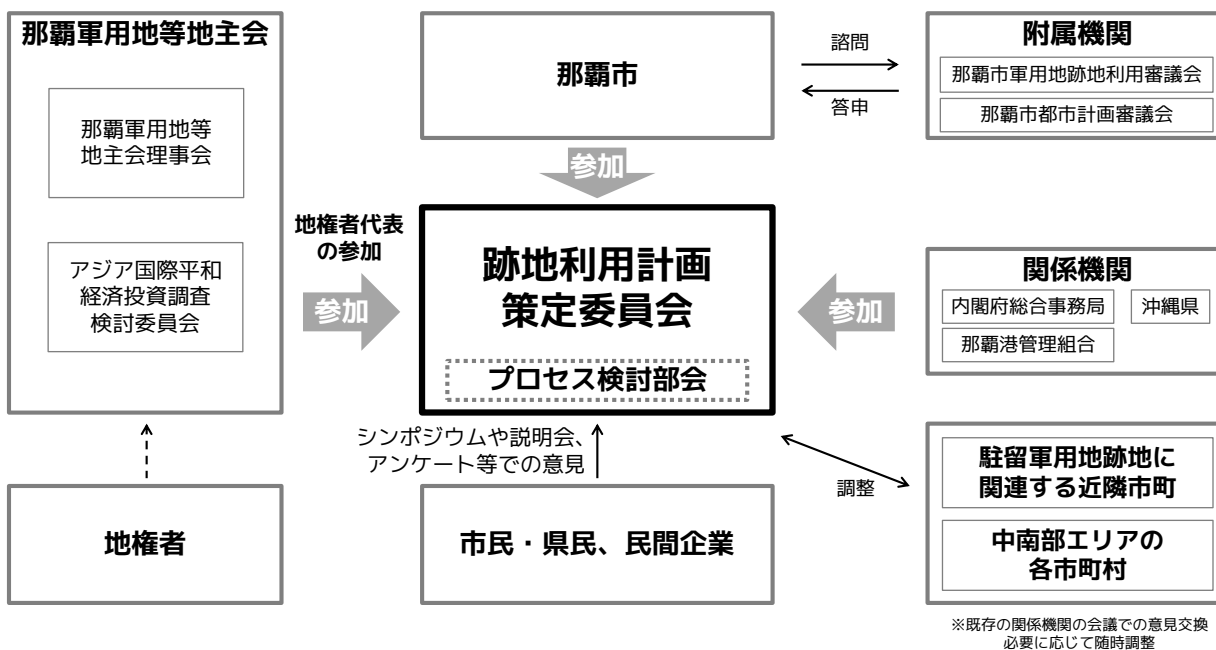 那覇軍用地等地主会
那覇軍用地等
地主会理事会
アジア国際平和
経済投資調査
検討委員会
地権者
那覇市
諮問
答申
附属機関
那覇市軍用地跡地利用審議会
那覇市都市計画審議会
参加
地権者代表
の参加
参加
跡地利用計画
策定委員会
プロセス検討部会
参加
関係機関
内閣府総合事務局
沖縄県
那覇港管理組合
シンポジウムや説明会、
アンケート等での意見
市民・県民、民間企業
調整
駐留軍用地跡地に
関連する近隣市町
中南部エリアの
各市町村
※既存の関係機関の会議での意見交換
必要に応じて随時調整